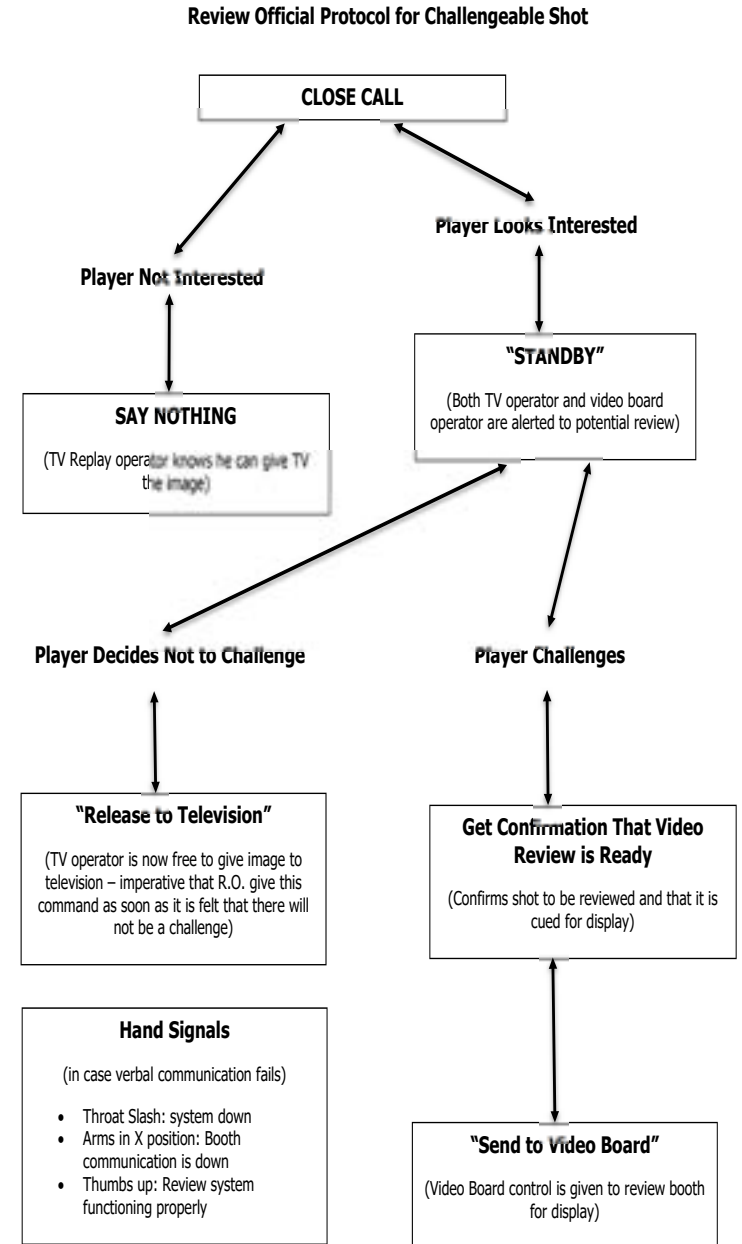 Review Official Protocol for Challengeable Shot
CLOSE CALL
Player Looks Interested
Player Not Interested
“STANDBY”
(Both TV operator and video board
operator are alerted to potential review)
SAY NOTHING
(TV Replay operator knows he can give TV
the image)
Player Decides Not to Challenge
Player Challenges
“Release to Television”
(TV operator is now free to give image to
television – imperative that R.O. give this
command as soon as it is felt that there will
not be a challenge)
Get Confirmation That Video
Review is Ready
(Confirms shot to be reviewed and that it is
cued for display)
Hand Signals
(in case verbal communication fails)
• Throat Slash: system down
• Arms in X position: Booth
communication is down
• Thumbs up: Review system
functioning properly
“Send to Video Board”
(Video Board control is given to review booth
for display)